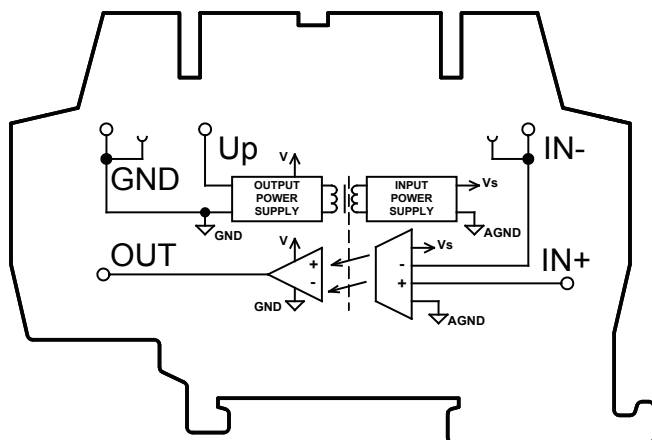 Up
IN-
GND
V
OUTPUT
POWER
SUPPLY
INPUT
POWER
SUPPLY
Vs
GND
AGND
OUT
V
+
-
GND
Vs
-
+
AGND
IN+